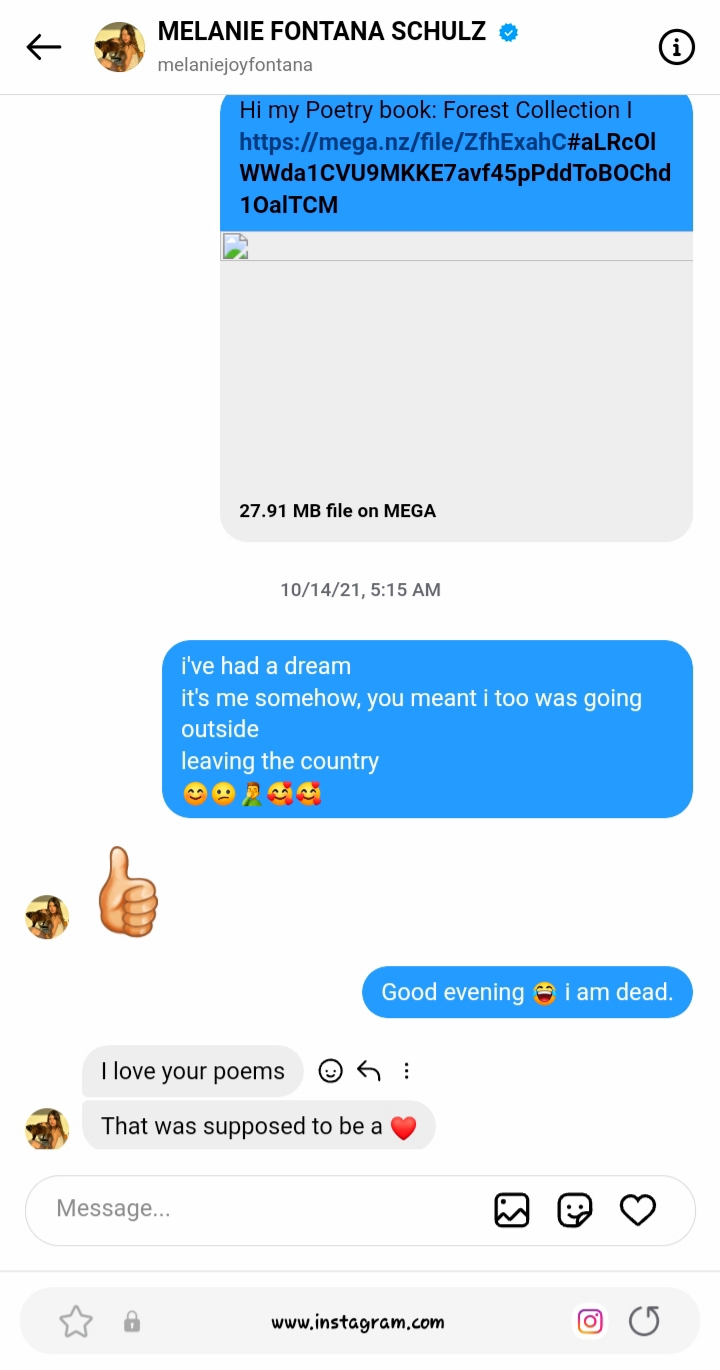 MELANIE FONTANA SCHULZ
melaniejoyfontana
Hi my Poetry book: Forest Collection I
https://mega.nz/file/ZfhExahC#aLRcOl
WWda1CVU9MKKE7avf45pPddToBOChd
1OalTCM
27.91 MB file on MEGA
10/14/21, 5:15 AM
i've had a dream
it's me somehow, you meant i too was going
outside
leaving the country
😊😕🤦‍♂️🥰🥰
👍
Good evening 😂 i am dead.
I love your poems
That was supposed to be a ❤️
Message...
www.instagram.com